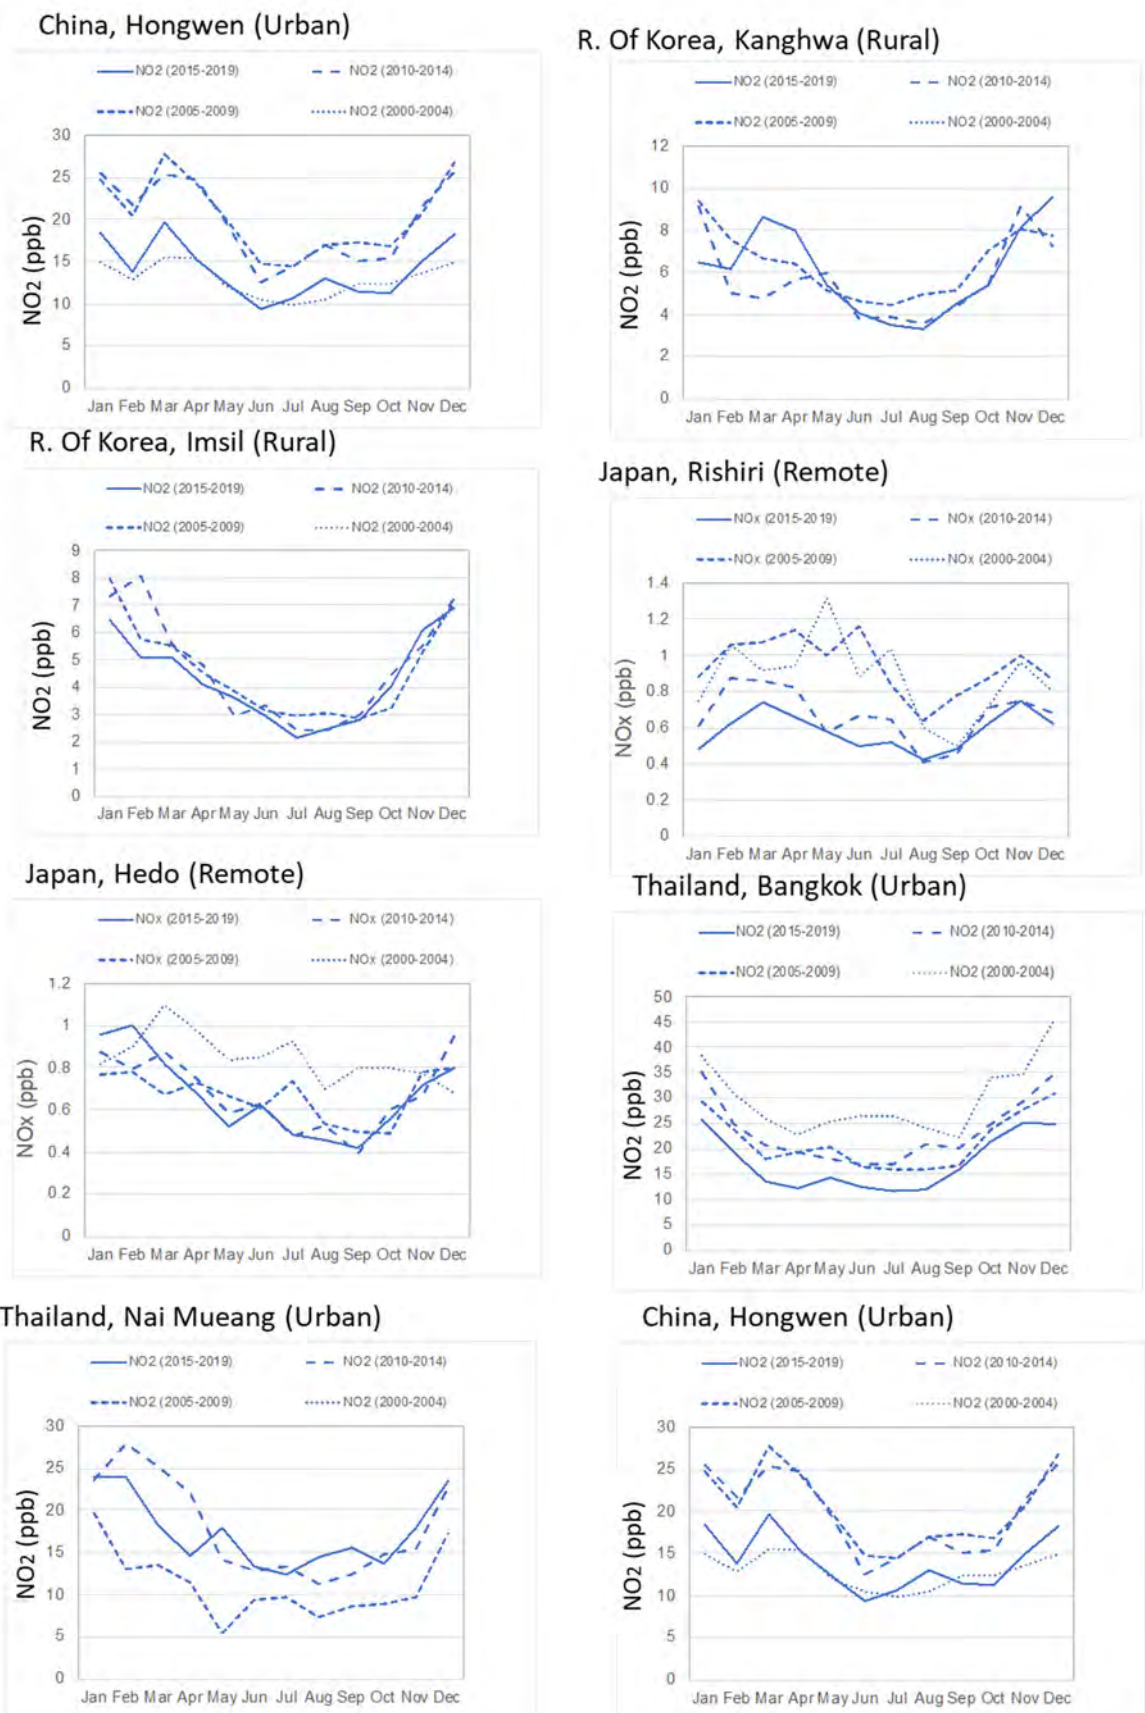 China, Hongwen (Urban)
NO2 (2015-2019) NO2 (2010-2014)
NO2 (2005-2009) NO2 (2000-2004)
30
25
20
15
10
5
0
NO2 (ppb)
Jan Feb Mar Apr May Jun Jul Aug Sep Oct Nov Dec
R. Of Korea, Kanghwa (Rural)
NO2 (2015-2019) NO2 (2010-2014)
NO2 (2005-2009) NO2 (2000-2004)
12
10
8
6
4
2
0
NO2 (ppb)
Jan Feb Mar Apr May Jun Jul Aug Sep Oct Nov Dec
R. Of Korea, Imsil (Rural)
NO2 (2015-2019) NO2 (2010-2014)
NO2 (2005-2009) NO2 (2000-2004)
9
8
7
6
5
4
3
2
1
0
NO2 (ppb)
Jan Feb Mar Apr May Jun Jul Aug Sep Oct Nov Dec
Japan, Rishiri (Remote)
NOx (2015-2019) NOx (2010-2014)
NOx (2005-2009) NOx (2000-2004)
1.4
1.2
1
0.8
0.6
0.4
0.2
0
NOx (ppb)
Jan Feb Mar Apr May Jun Jul Aug Sep Oct Nov Dec
Japan, Hedo (Remote)
NOx (2015-2019) NOx (2010-2014)
NOx (2005-2009) NOx (2000-2004)
1.2
1
0.8
0.6
0.4
0.2
0
NOx (ppb)
Jan Feb Mar Apr May Jun Jul Aug Sep Oct Nov Dec
Thailand, Bangkok (Urban)
NO2 (2015-2019) NO2 (2010-2014)
NO2 (2005-2009) NO2 (2000-2004)
50
45
40
35
30
25
20
15
10
5
0
NO2 (ppb)
Jan Feb Mar Apr May Jun Jul Aug Sep Oct Nov Dec
Thailand, Nai Mueang (Urban)
NO2 (2015-2019) NO2 (2010-2014)
NO2 (2005-2009) NO2 (2000-2004)
30
25
20
15
10
5
0
NO2 (ppb)
Jan Feb Mar Apr May Jun Jul Aug Sep Oct Nov Dec
China, Hongwen (Urban)
NO2 (2015-2019) NO2 (2010-2014)
NO2 (2005-2009) NO2 (2000-2004)
30
25
20
15
10
5
0
NO2 (ppb)
Jan Feb Mar Apr May Jun Jul Aug Sep Oct Nov Dec